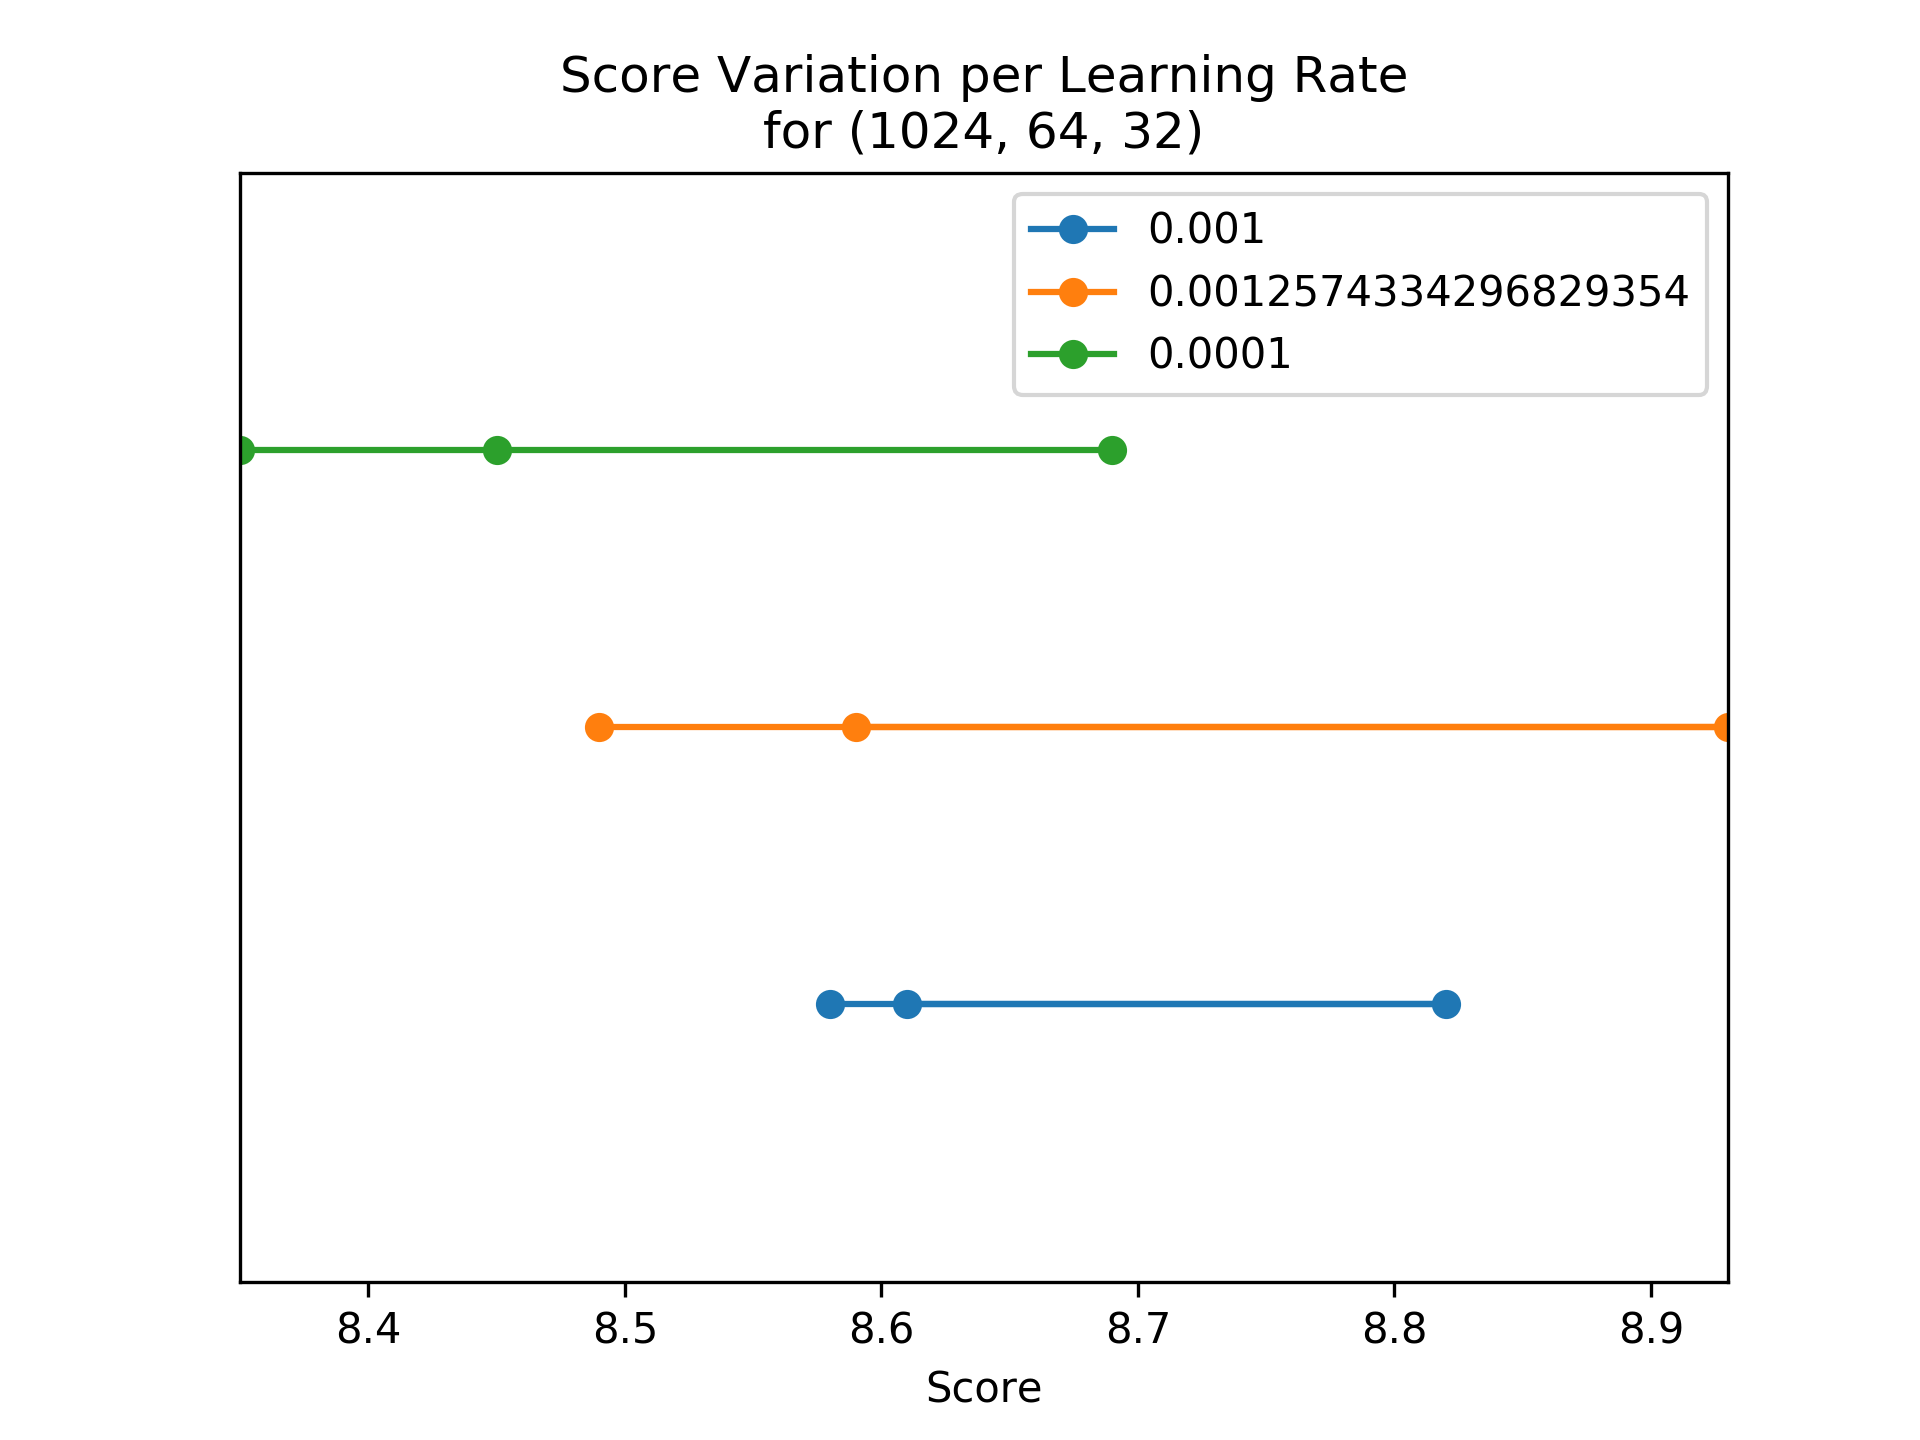 Score Variation per Learning Rate
for (1024, 64, 32)
0.001
0.0012574334296829354
0.0001
8.4 8.5 8.6 8.7 8.8 8.9
Score